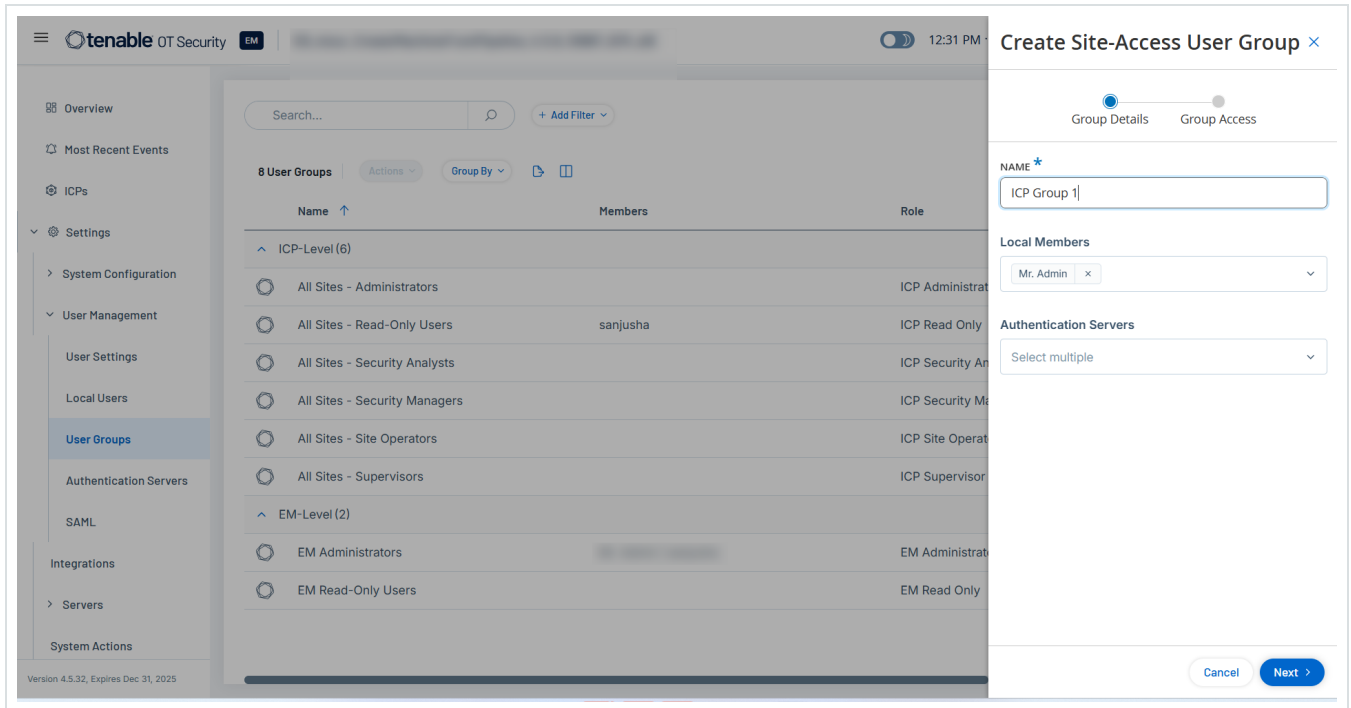 tenable OT Security EM
12:31 PM
Create Site-Access User Group
Overview
Most Recent Events
ICPs
Settings
System Configuration
User Management
User Settings
Local Users
User Groups
Authentication Servers
SAML
Integrations
Servers
System Actions
Version 4.5.32, Expires Dec 31, 2025
Search...
+ Add Filter
8 User Groups Actions Group By
Name Members Role
ICP-Level (6)
All Sites - Administrators ICP Administrat
All Sites - Read-Only Users sanjusha ICP Read Only
All Sites - Security Analysts ICP Security An
All Sites - Security Managers ICP Security Ma
All Sites - Site Operators ICP Site Operat
All Sites - Supervisors ICP Supervisor
EM-Level (2)
EM Administrators EM Administrat
EM Read-Only Users EM Read Only
Group Details Group Access
NAME *
ICP Group 1
Local Members
Mr. Admin ×
Authentication Servers
Select multiple
Cancel Next >